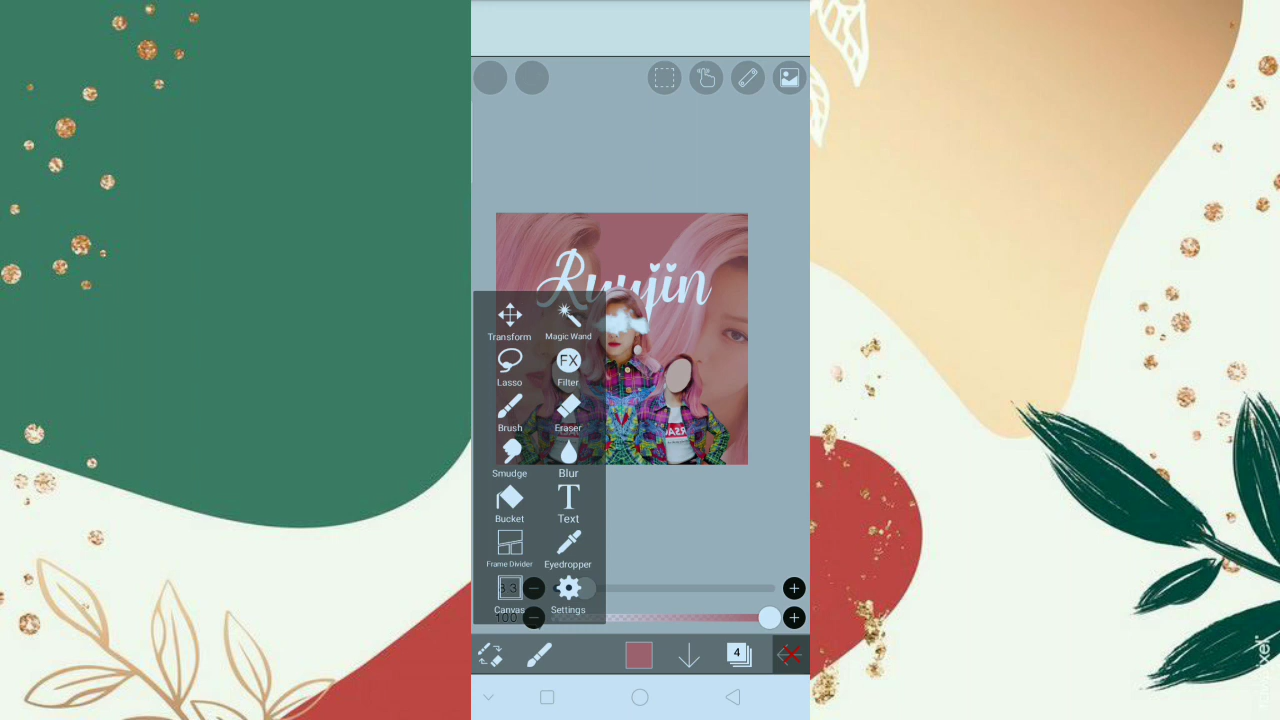 Ryujin
Transform
Magic Wand
FX
Lasso
Filter
Brush
Eraser
Smudge
Blur
T
Bucket
Text
Frame Divider
Eyedropper
Canvas
Settings
100
4